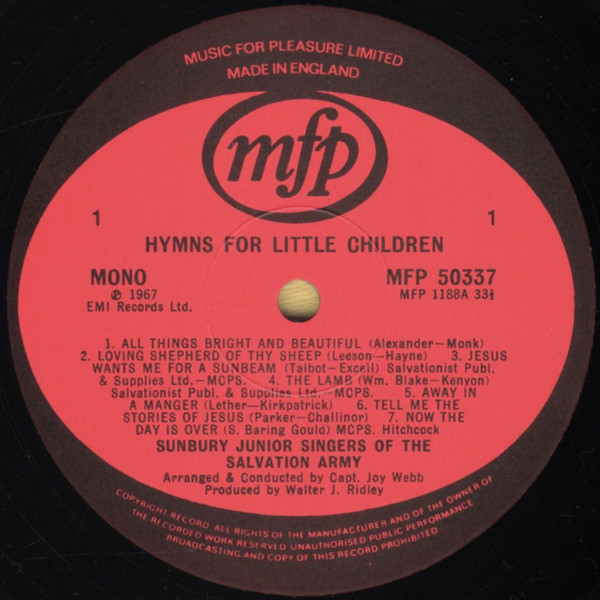 MUSIC FOR PLEASURE LIMITED
MADE IN ENGLAND
mfp
1 1
HYMNS FOR LITTLE CHILDREN
MONO MFP 50337
℗ 1967 MFP 1188A 33⅓
EMI Records Ltd.
1. ALL THINGS BRIGHT AND BEAUTIFUL (Alexander—Monk)
2. LOVING SHEPHERD OF THY SHEEP (Leeson—Hayne) 3. JESUS
WANTS ME FOR A SUNBEAM (Talbot—Excell) Salvationist Publ.
& Supplies Ltd.—MCPS. 4. THE LAMB (Wm. Blake—Kenyon)
Salvationist Publ. & Supplies Ltd.—MCPS. 5. AWAY IN
A MANGER (Lether—Kirkpatrick) 6. TELL ME THE
STORIES OF JESUS (Parker—Challinor) 7. NOW THE
DAY IS OVER (S. Baring Gould) MCPS. Hitchcock
SUNBURY JUNIOR SINGERS OF THE
SALVATION ARMY
Arranged & Conducted by Capt. Joy Webb
Produced by Walter J. Ridley
COPYRIGHT RECORD ALL RIGHTS OF THE MANUFACTURER AND OF THE OWNER OF
THE RECORDED WORK RESERVED UNAUTHORISED PUBLIC PERFORMANCE
BROADCASTING AND COPY OF THIS RECORD PROHIBITED